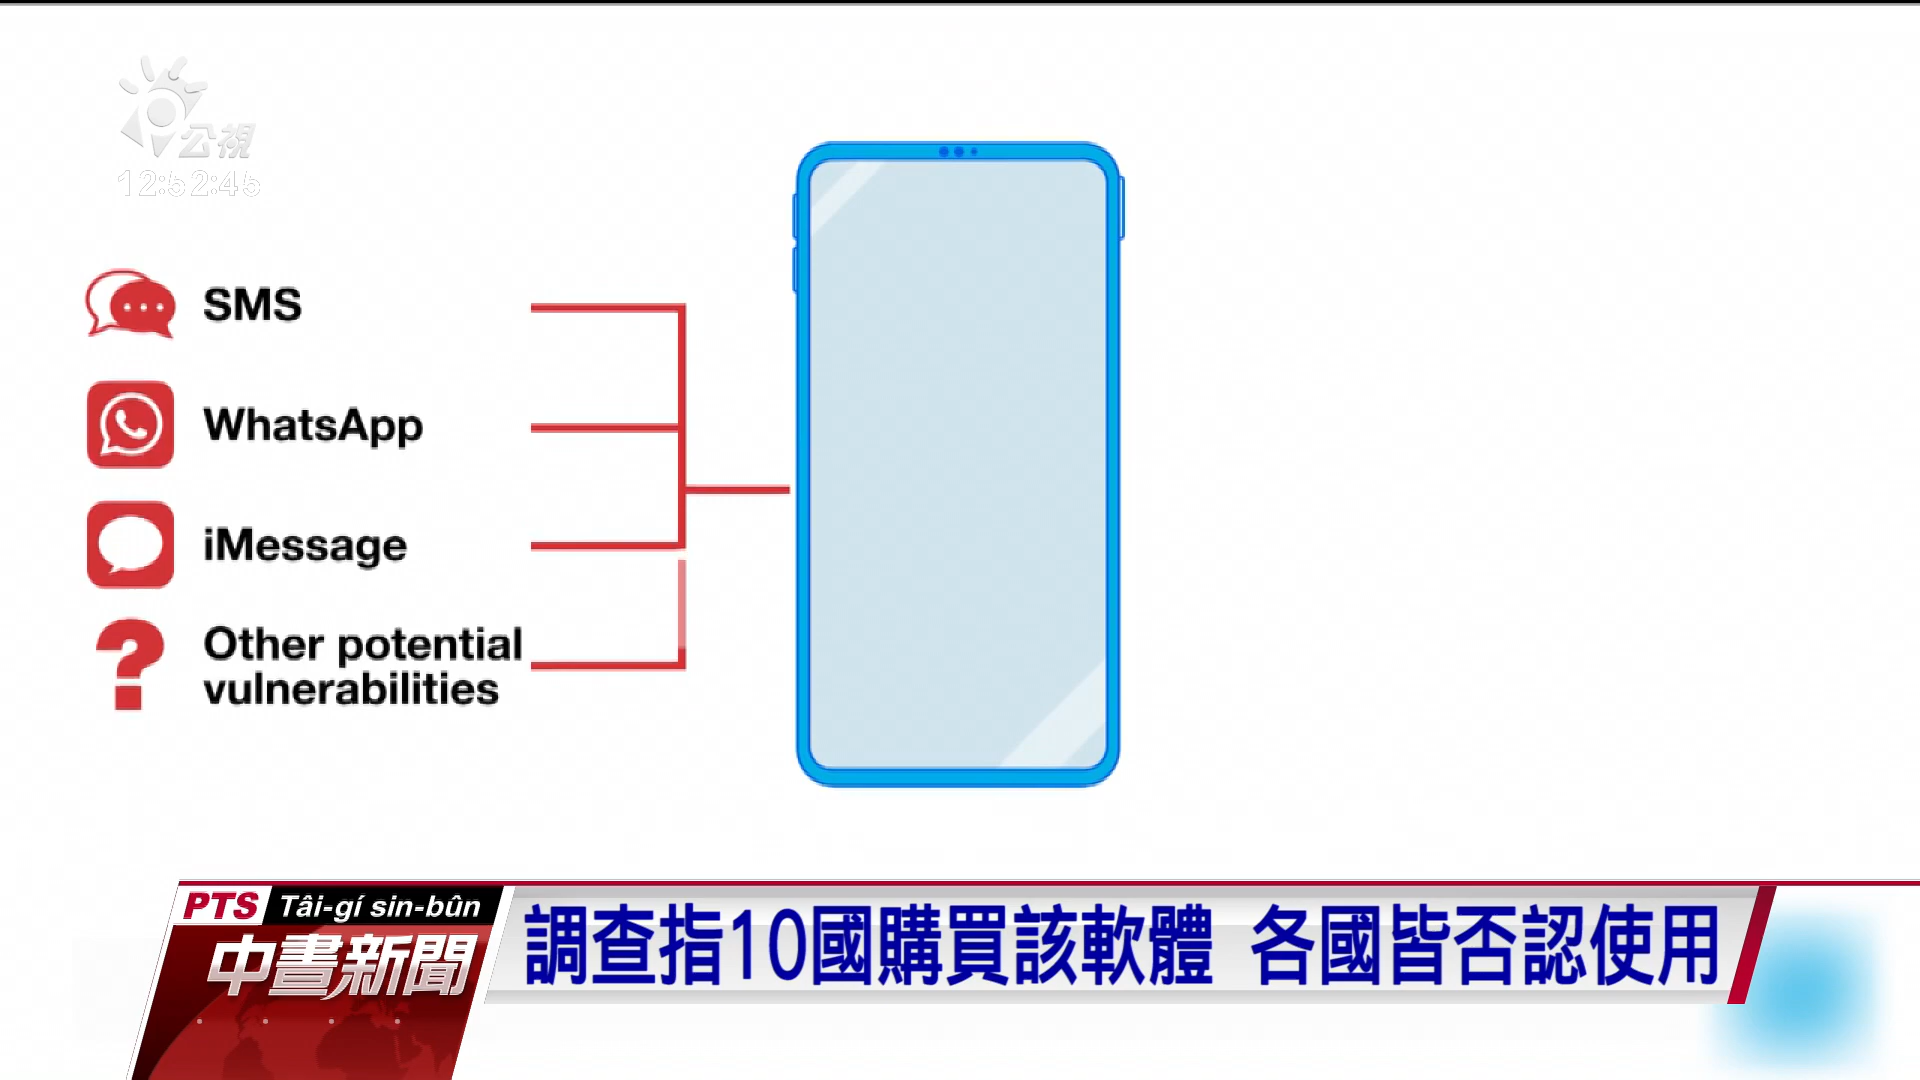 公視
12:52:45
SMS
WhatsApp
iMessage
Other potential
vulnerabilities
PTS Tâi-gí sin-bûn
中晝新聞
調查指10國購買該軟體 各國皆否認使用